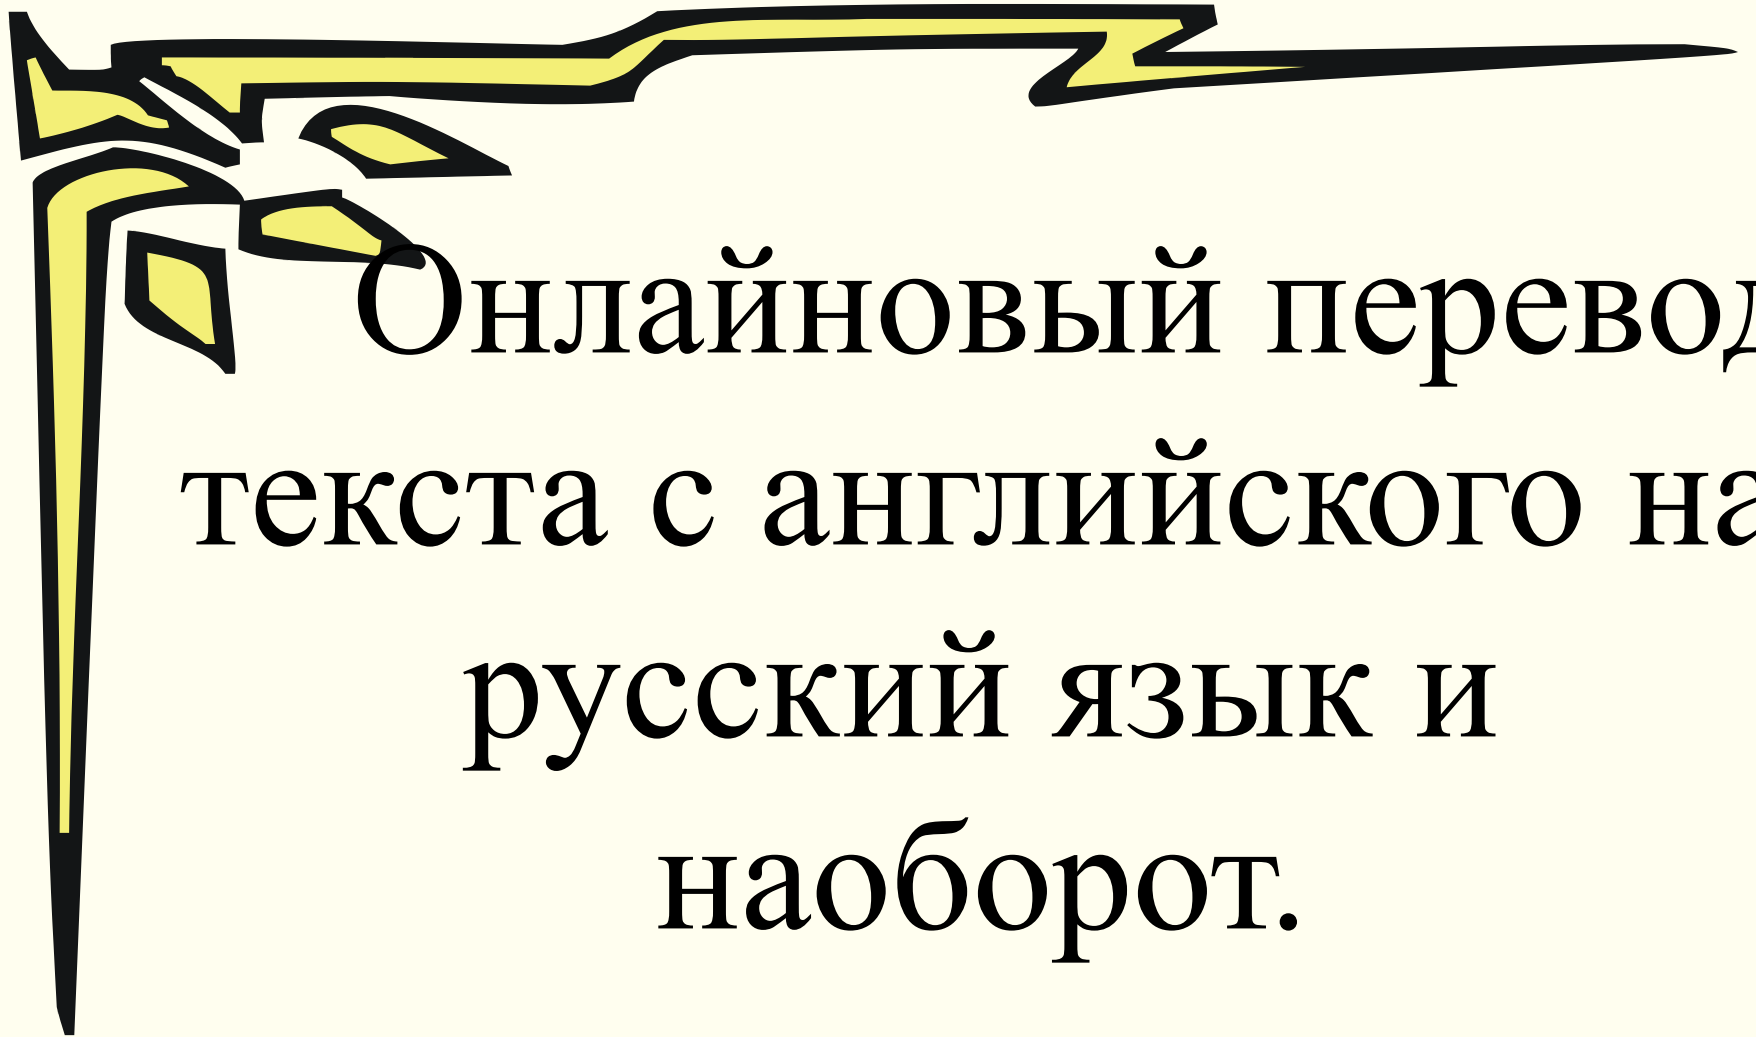 Онлайновый перевод
текста с английского на
русский язык и
наоборот.